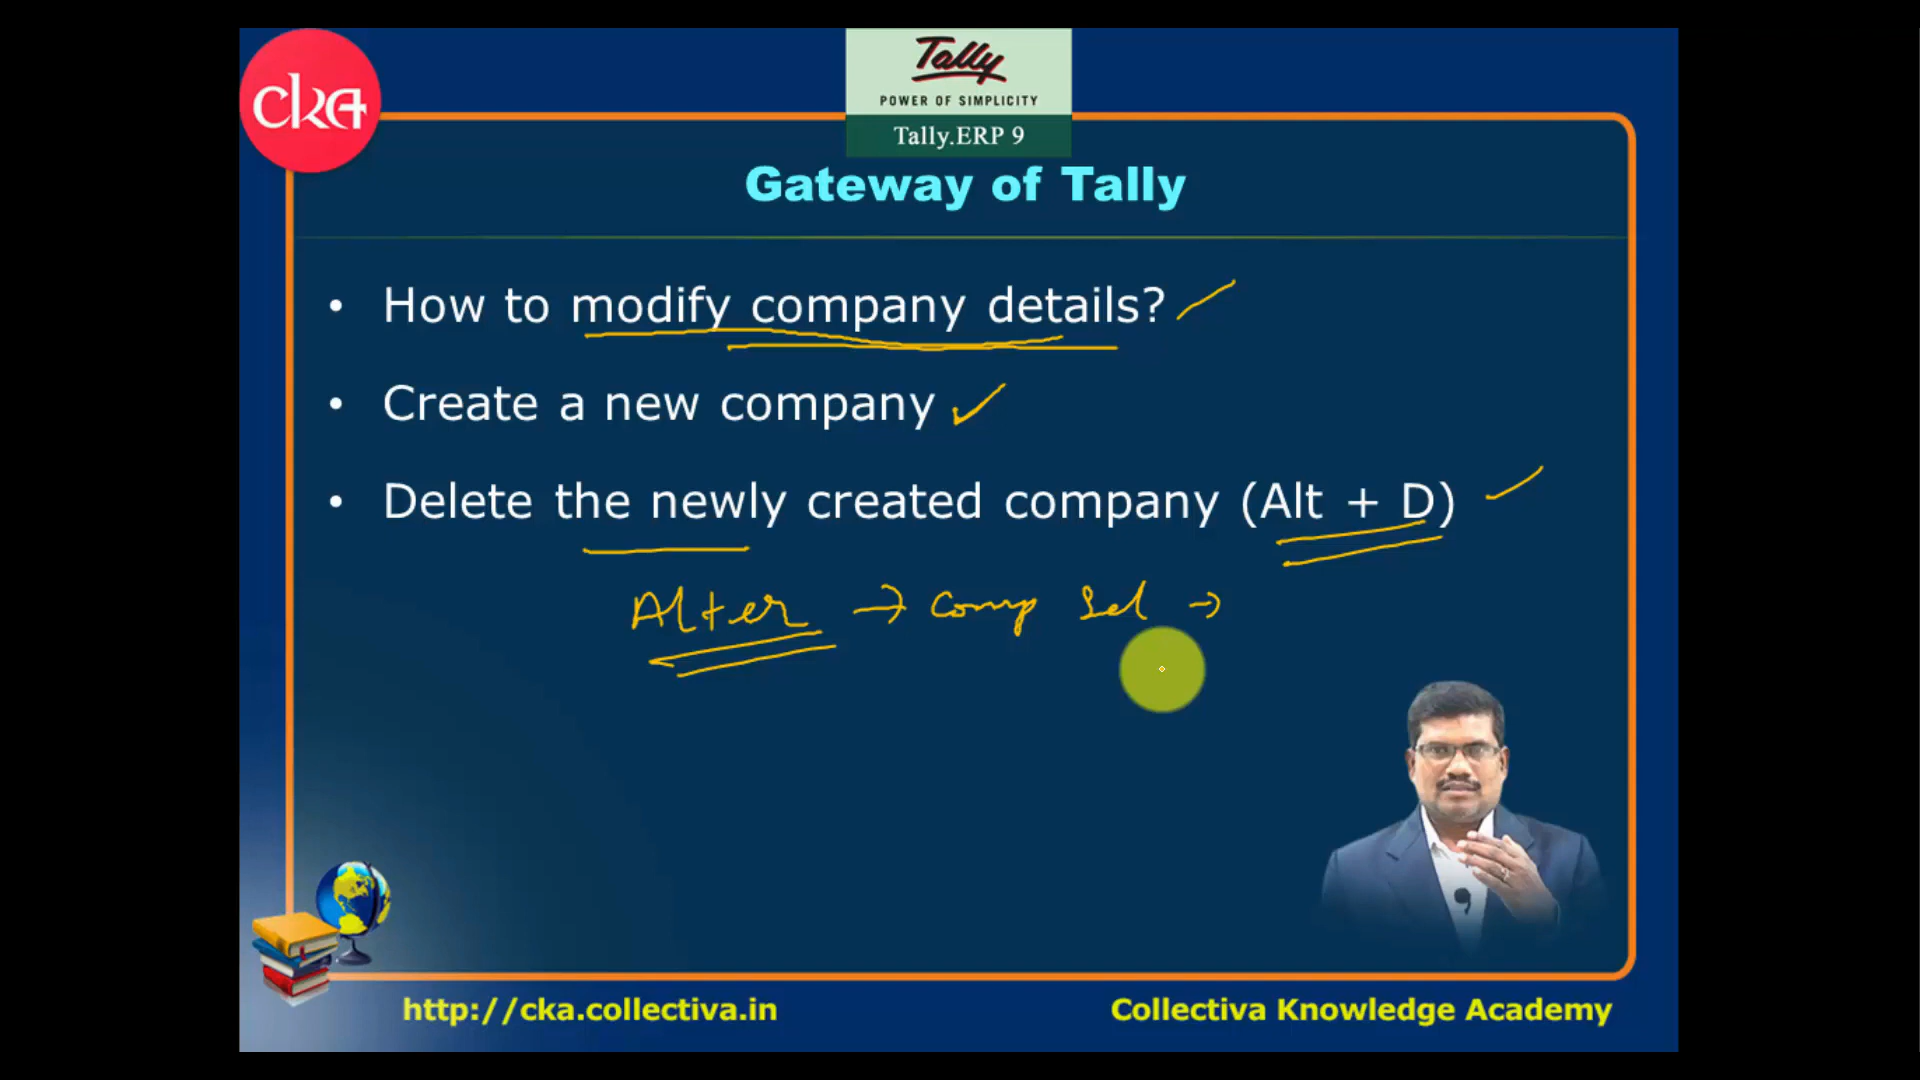 cka
Tally
POWER OF SIMPLICITY
Tally.ERP 9
Gateway of Tally
• How to modify company details?
• Create a new company
• Delete the newly created company (Alt + D)
Alter → Comp Sel →
http://cka.collectiva.in
Collectiva Knowledge Academy